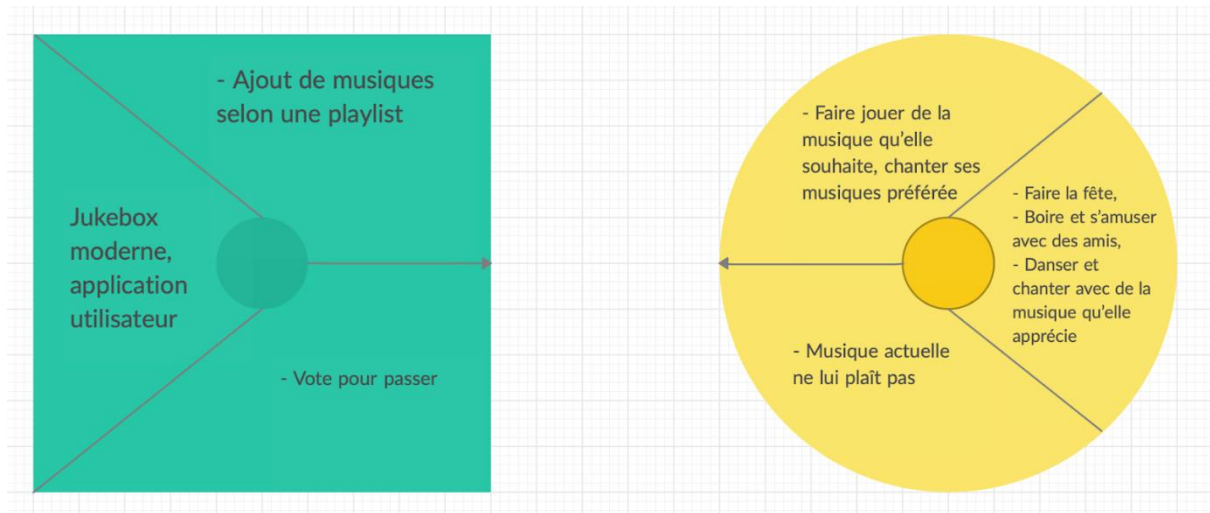 - Ajout de musiques
selon une playlist
Jukebox
moderne,
application
utilisateur
- Vote pour passer
- Faire jouer de la
musique qu'elle
souhaite, chanter ses
musiques préférée
- Faire la fête,
- Boire et s'amuser
avec des amis,
- Danser et
chanter avec de la
musique qu'elle
apprécie
- Musique actuelle
ne lui plaît pas